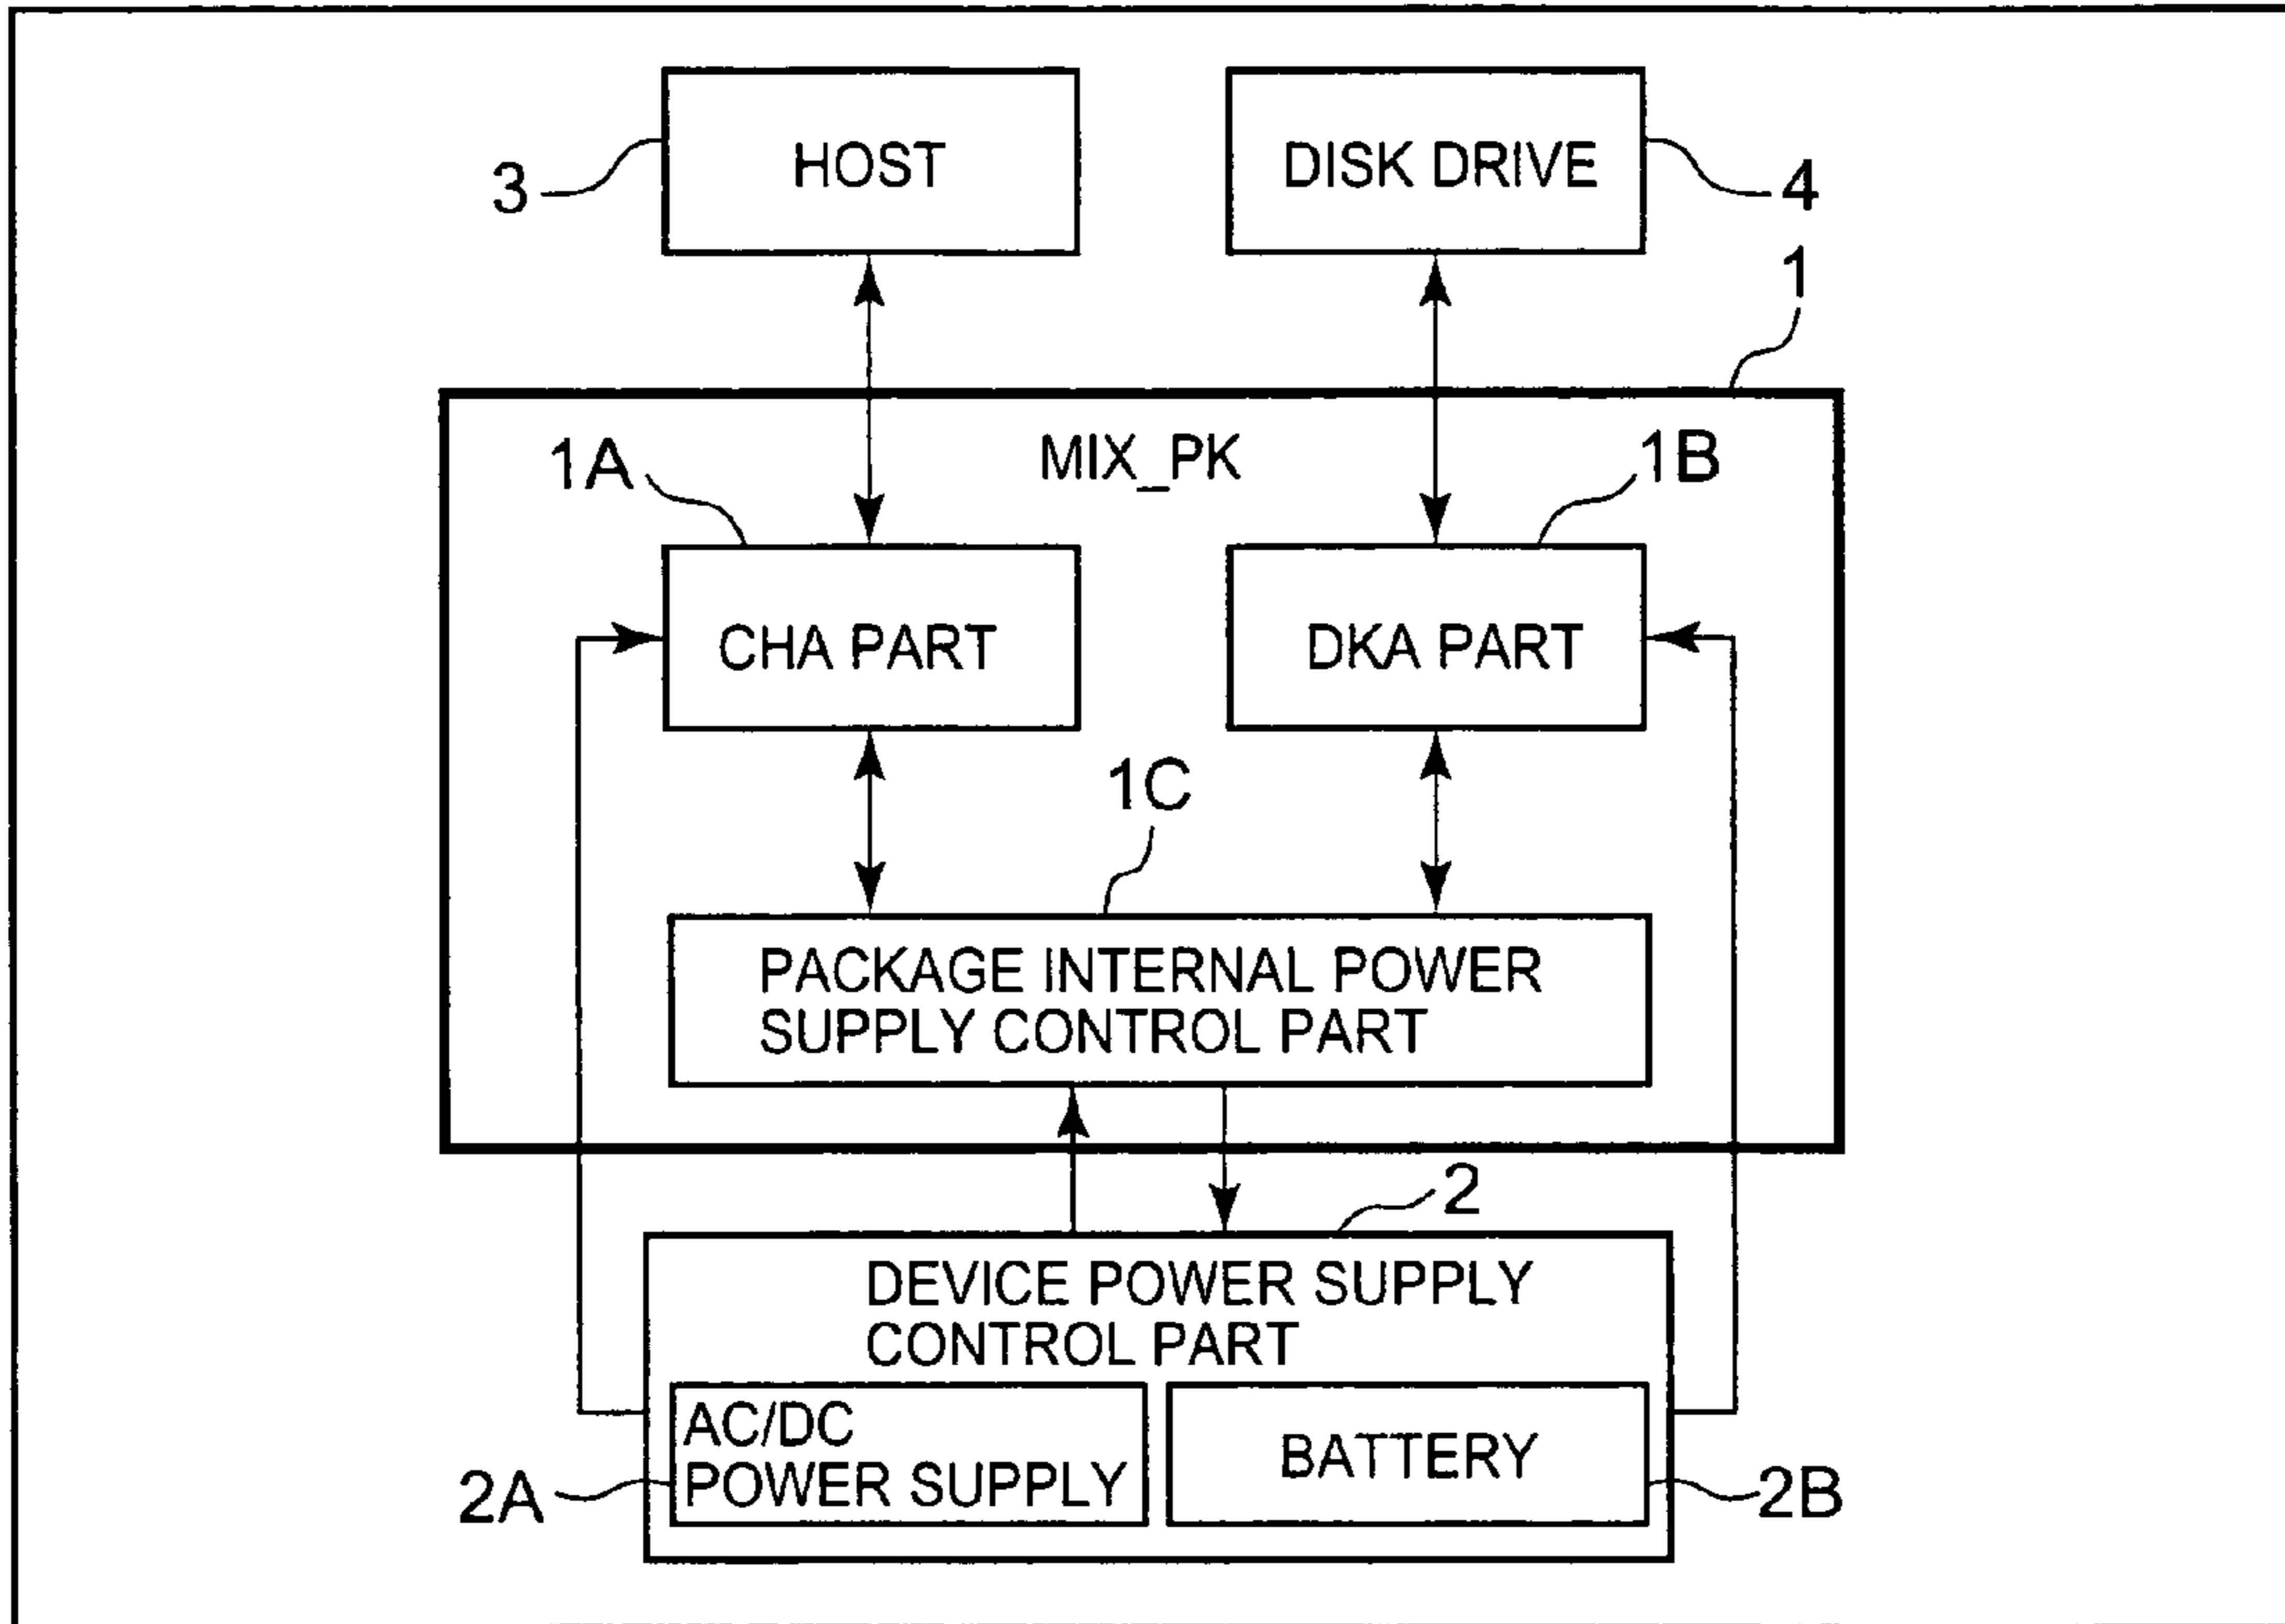 HOST
DISK DRIVE
3
4
1
MIX_PK
1A
1B
CHA PART
DKA PART
1C
PACKAGE INTERNAL POWER
SUPPLY CONTROL PART
2
DEVICE POWER SUPPLY
CONTROL PART
AC/DC
POWER SUPPLY
BATTERY
2A
2B